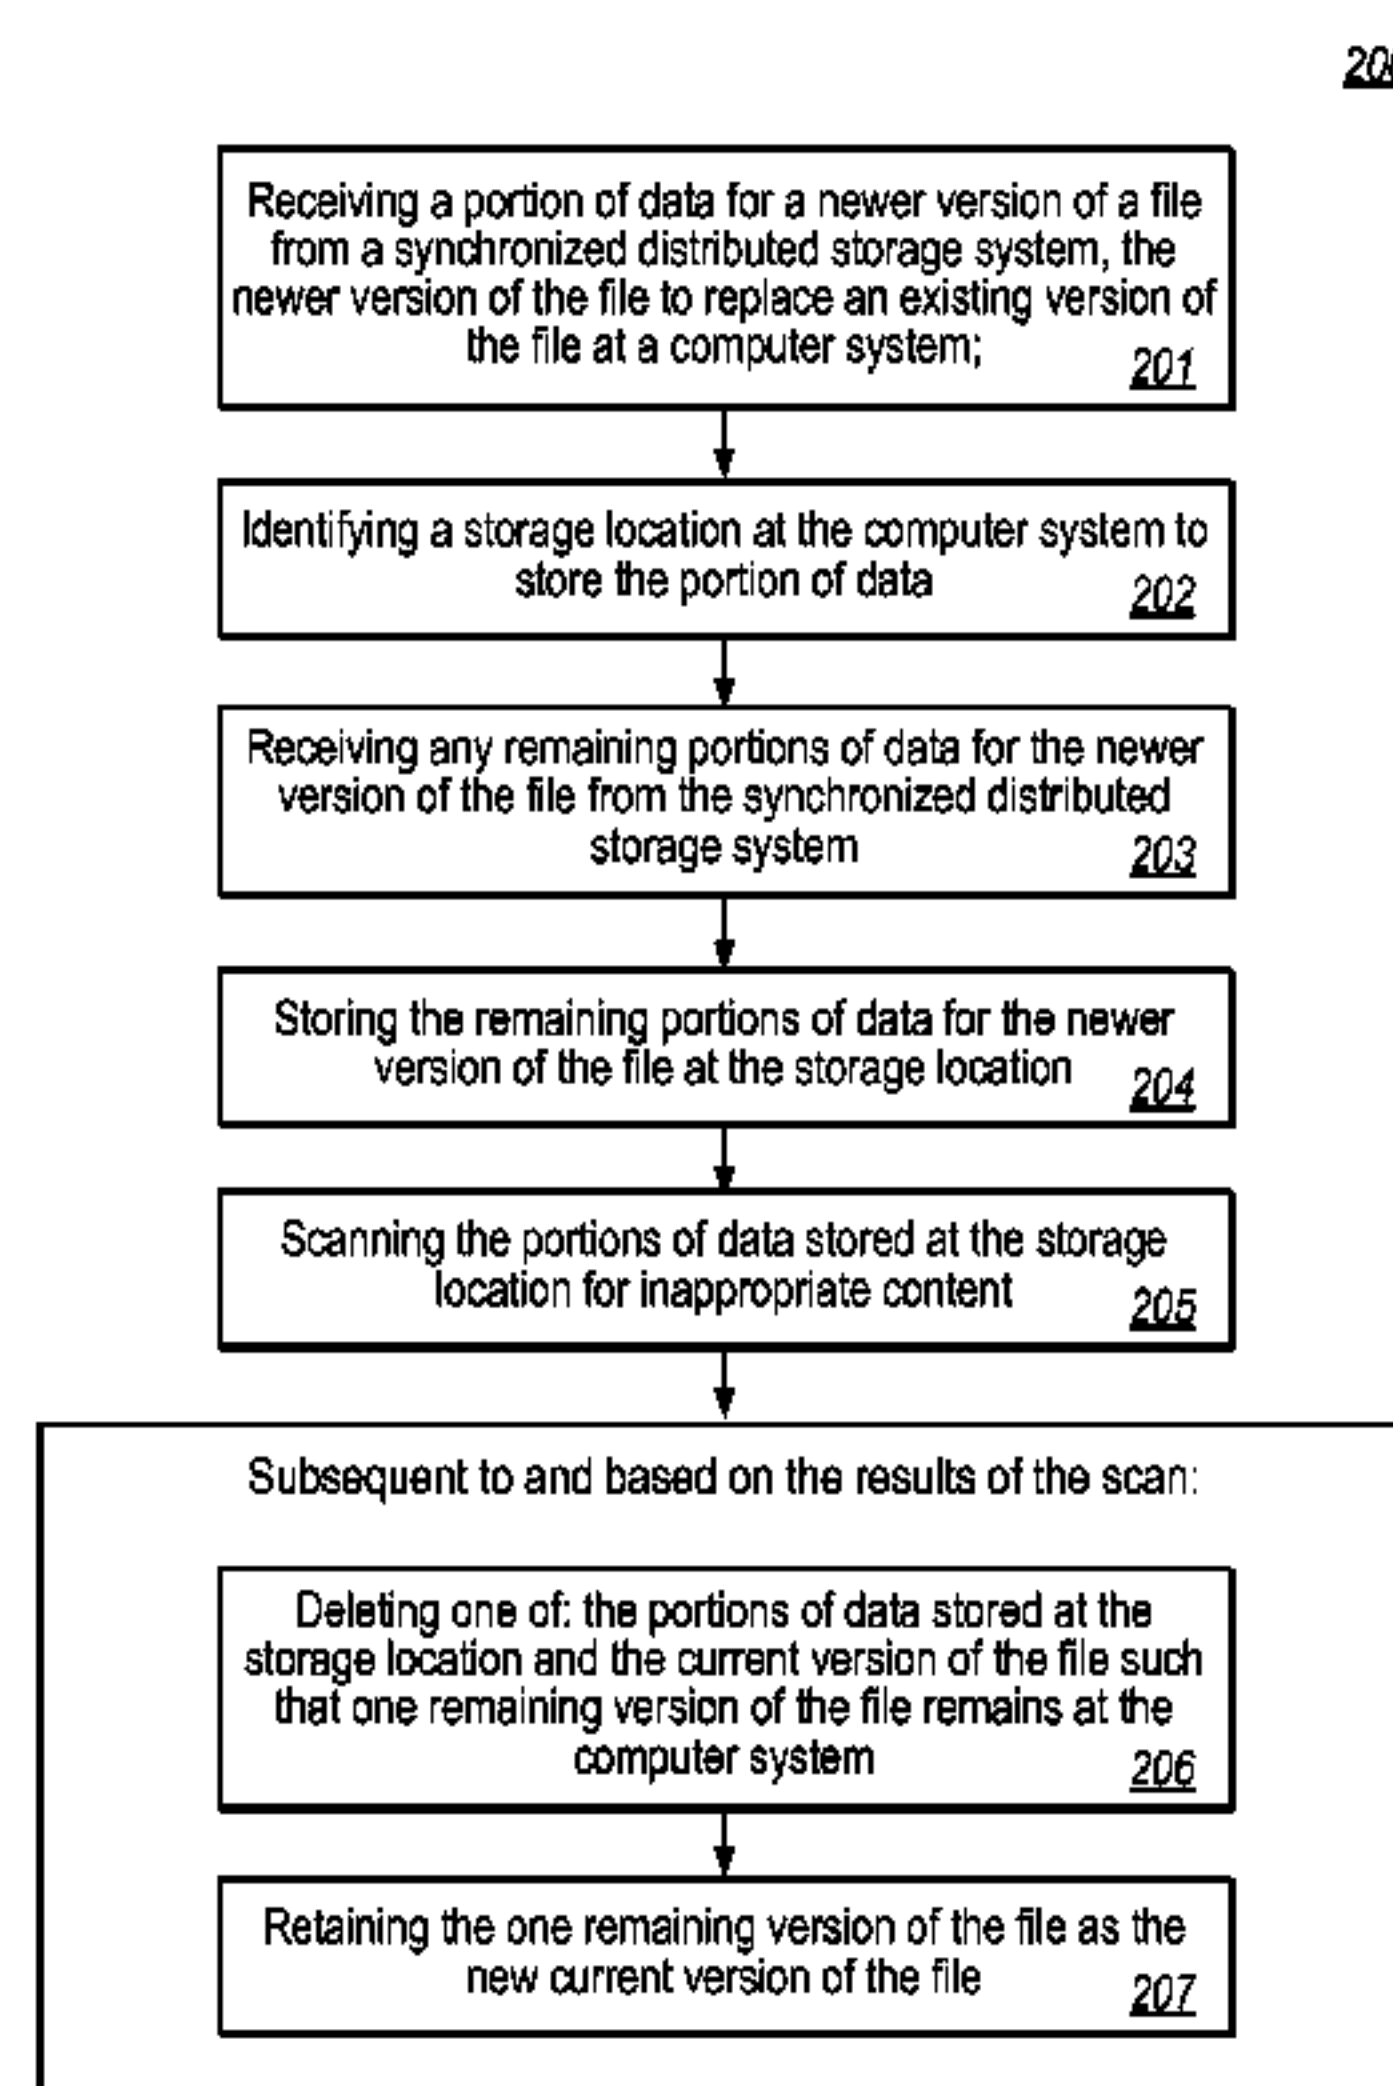 200
Receiving a portion of data for a newer version of a file
from a synchronized distributed storage system, the
newer version of the file to replace an existing version of
the file at a computer system;
201
Identifying a storage location at the computer system to
store the portion of data
202
Receiving any remaining portions of data for the newer
version of the file from the synchronized distributed
storage system
203
Storing the remaining portions of data for the newer
version of the file at the storage location
204
Scanning the portions of data stored at the storage
location for inappropriate content
205
Subsequent to and based on the results of the scan:
Deleting one of: the portions of data stored at the
storage location and the current version of the file such
that one remaining version of the file remains at the
computer system
206
Retaining the one remaining version of the file as the
new current version of the file
207